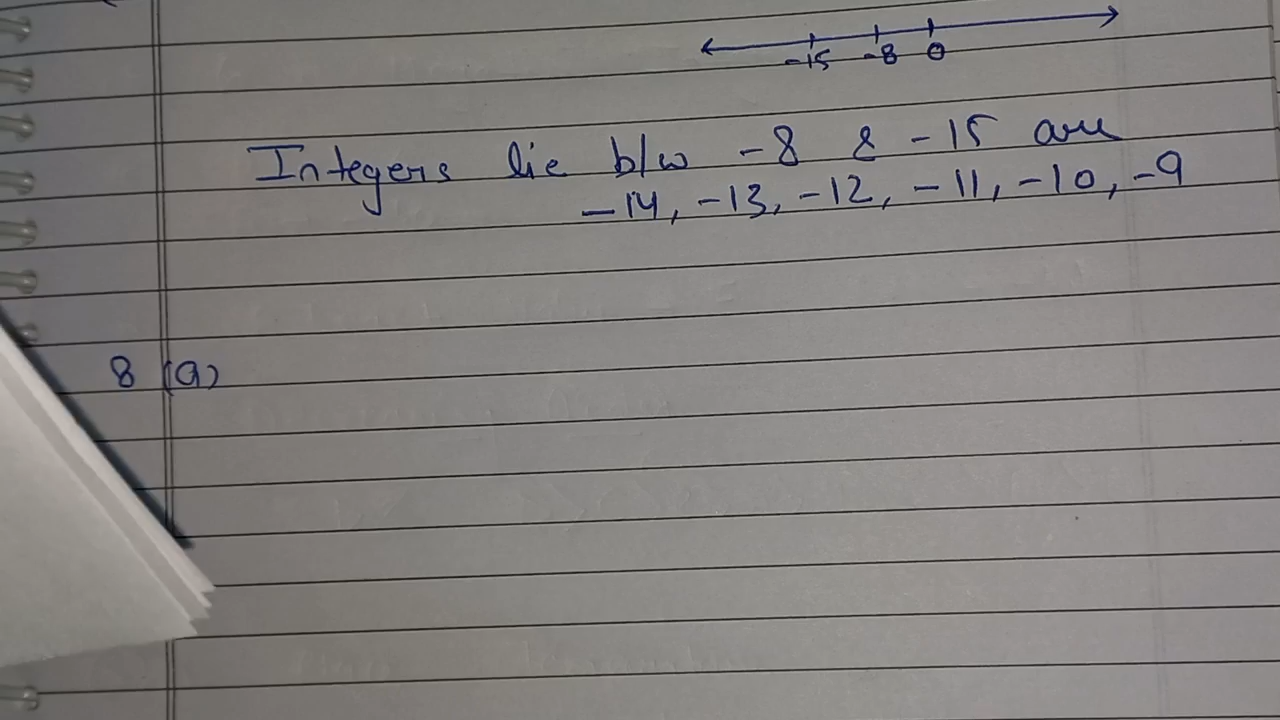 -15 -8 0
Integers lie b/w -8 & -15 are
-14, -13, -12, -11, -10, -9
8 (a)